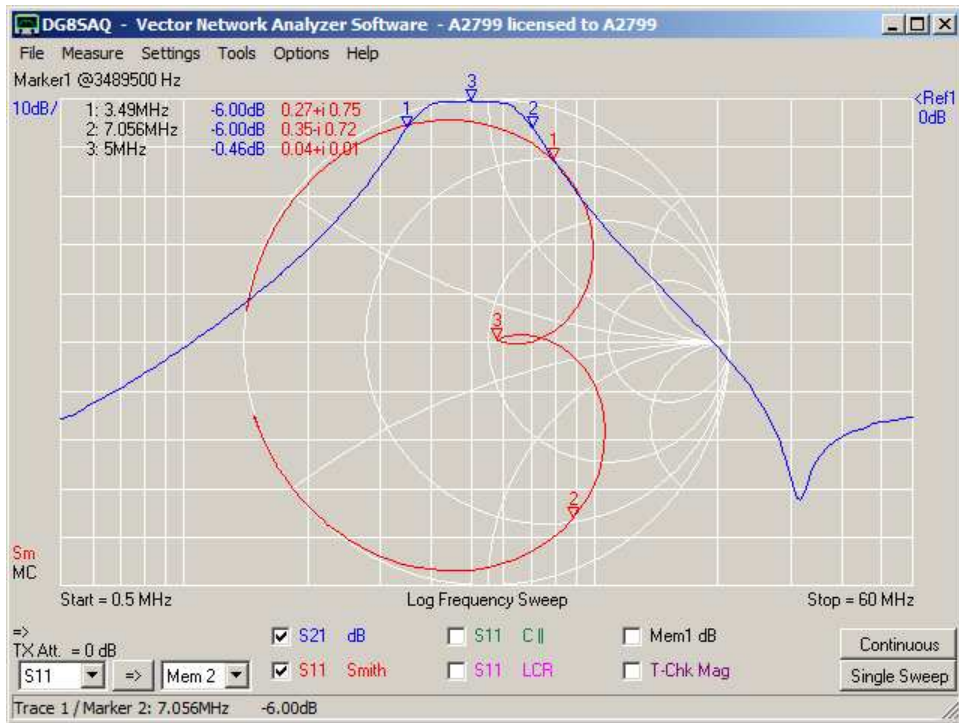 DG8SAQ - Vector Network Analyzer Software - A2799 licensed to A2799
File Measure Settings Tools Options Help
Marker1 @3489500 Hz
10dB/
1: 3.49MHz -6.00dB 0.27+i 0.75
2: 7.056MHz -6.00dB 0.35-i 0.72
3: 5MHz -0.46dB 0.04+i 0.01
<Ref1
0dB
3
1
2
1
3
2
Sm
MC
Start = 0.5 MHz Log Frequency Sweep Stop = 60 MHz
=>
TX Att. = 0 dB
S21 dB S11 C || Mem1 dB Continuous
S11 => Mem 2 S11 Smith S11 LCR T-Chk Mag Single Sweep
Trace 1 / Marker 2: 7.056MHz -6.00dB